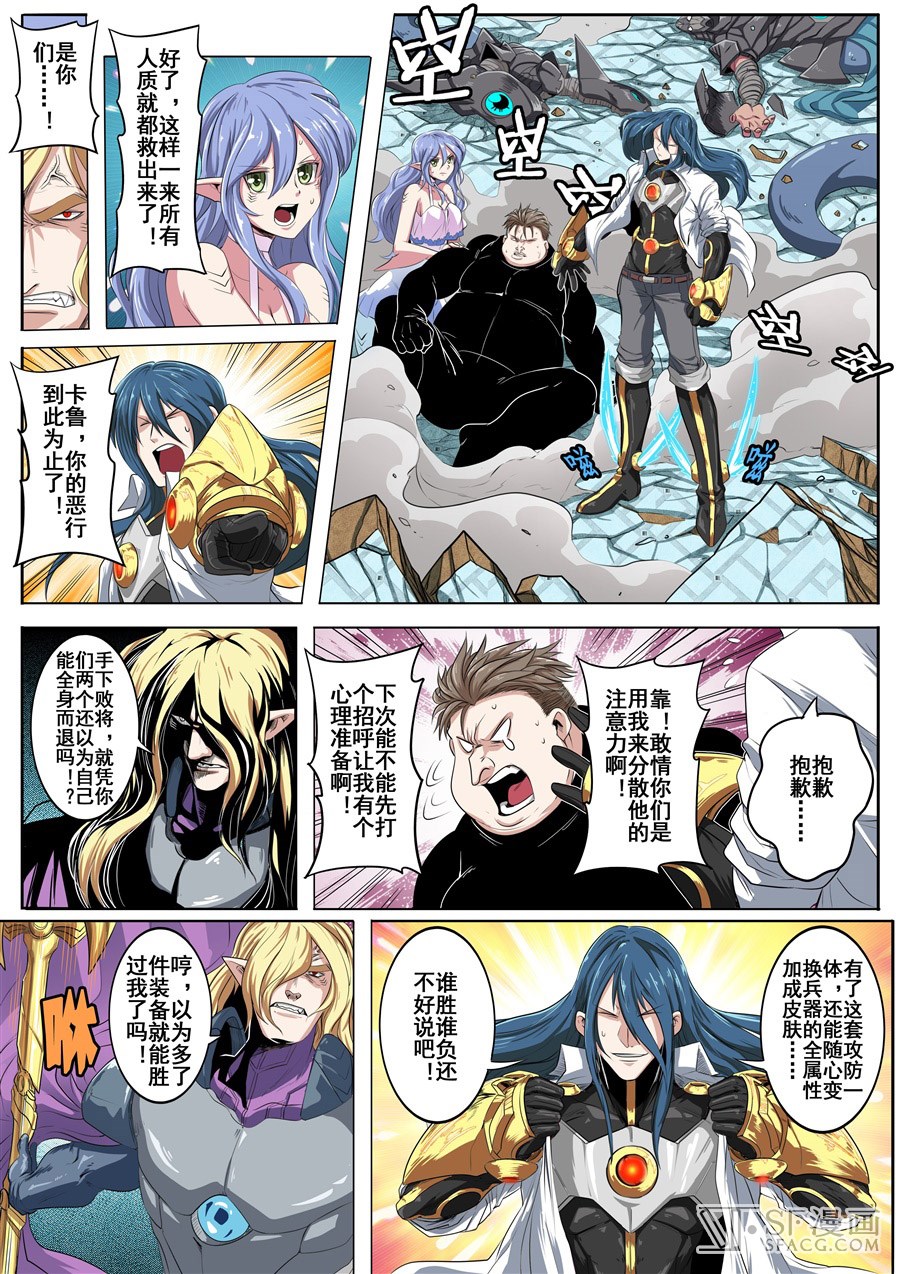 好了，这样一来所有
人质就都救出来了！
是你
们……！
卡鲁，你的恶行
到此为止了！
抱歉
抱歉……
靠！敢情你们是
用我来分散他的
注意力啊！
下次能不能先打
个招呼让我有个
心理准备啊！
手下败将，就凭你
们两个还以为自己
能全身而退吗！？
有了这套攻防一
体，还能随心变
换兵器的全属性
加成皮肤……
谁胜谁负还
不好说吧！
哼，以为多了
件装备就能胜
过我了吗！
SF漫画
SFACG.COM